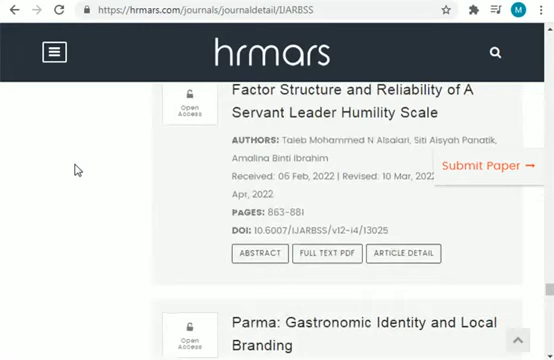 https://hrmars.com/journals/journaldetail/IJARBSS
M
hrmars
Factor Structure and Reliability of A
Servant Leader Humility Scale
Open
Access
AUTHORS: Taleb Mohammed N Alsalari, Siti Aisyah Panatik,
Amalina Binti Ibrahim
Received: 06 Feb, 2022 | Revised: 10 Mar, 2022
Apr, 2022
Submit Paper →
PAGES: 863-881
DOI: 10.6007/IJARBSS/v12-i4/13025
ABSTRACT FULL TEXT PDF ARTICLE DETAIL
Open
Access
Parma: Gastronomic Identity and Local
Branding